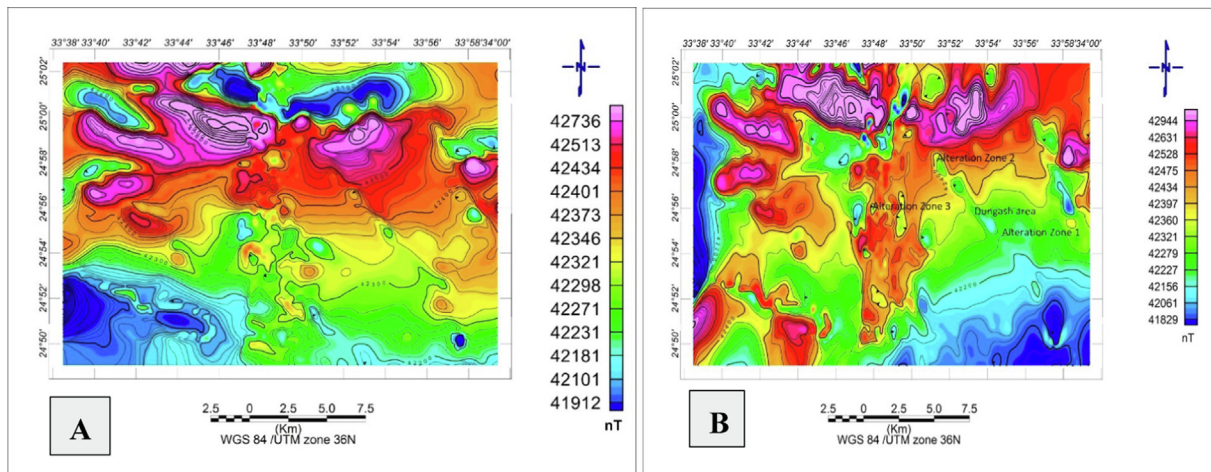 33°38' 33°40' 33°42' 33°44' 33°46' 33°48' 33°50' 33°52' 33°54' 33°56' 33°58'34°00'
25°02'
25°00'
24°58'
24°56'
24°54'
24°52'
24°50'
N
42736
42513
42434
42401
42373
42346
42321
42298
42271
42231
42181
42101
41912
nT
2.5 0 2.5 5.0 7.5
(Km)
WGS 84 /UTM zone 36N
A
33°38' 33°40' 33°42' 33°44' 33°46' 33°48' 33°50' 33°52' 33°54' 33°56' 33°58'34°00'
25°02'
25°00'
24°58'
24°56'
24°54'
24°52'
24°50'
Alteration Zone 2
Alteration Zone 3
Dungash area
Alteration Zone 1
N
42944
42631
42528
42475
42434
42397
42360
42321
42279
42227
42156
42061
41829
nT
2.5 0 2.5 5.0 7.5
(Km)
WGS 84 /UTM zone 36N
B